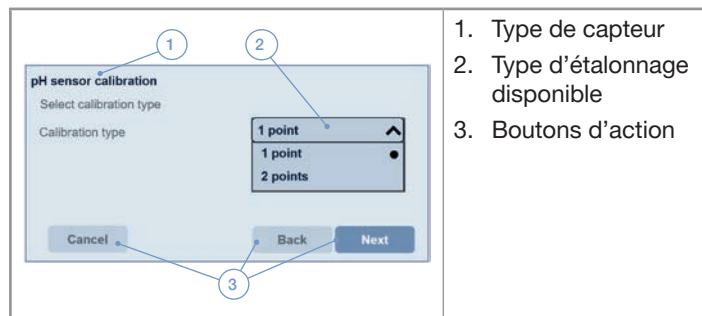 1
2
pH sensor calibration
Select calibration type
Calibration type
1 point
1 point
2 points
Cancel
Back
Next
3
1. Type de capteur
2. Type d’étalonnage
disponible
3. Boutons d’action